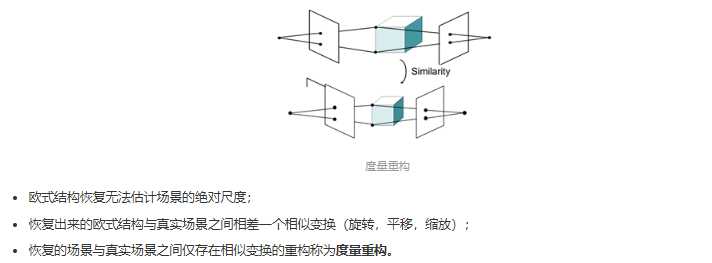 Similarity
度量重构
欧式结构恢复无法估计场景的绝对尺度；
恢复出来的欧式结构与真实场景之间相差一个相似变换（旋转，平移，缩放）；
恢复的场景与真实场景之间仅存在相似变换的重构称为度量重构。